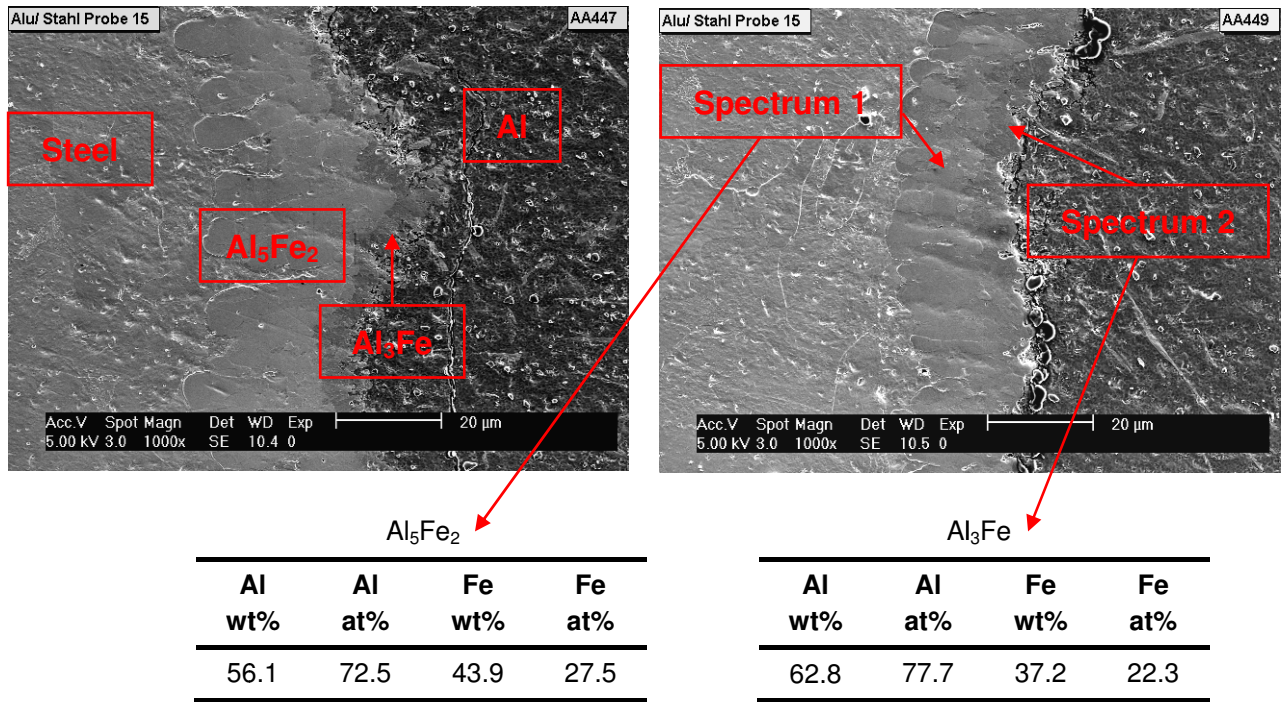 Alu/ Stahl Probe 15 AA447
Steel
Al
Al₅Fe₂
Al₃Fe
Acc.V Spot Magn Det WD Exp 20 µm
5.00 kV 3.0 1000x SE 10.4 0
Alu/ Stahl Probe 15 AA449
Spectrum 1
Spectrum 2
Acc.V Spot Magn Det WD Exp 20 µm
5.00 kV 3.0 1000x SE 10.5 0
Al₅Fe₂
Al Al Fe Fe
wt% at% wt% at%
56.1 72.5 43.9 27.5
Al₃Fe
Al Al Fe Fe
wt% at% wt% at%
62.8 77.7 37.2 22.3